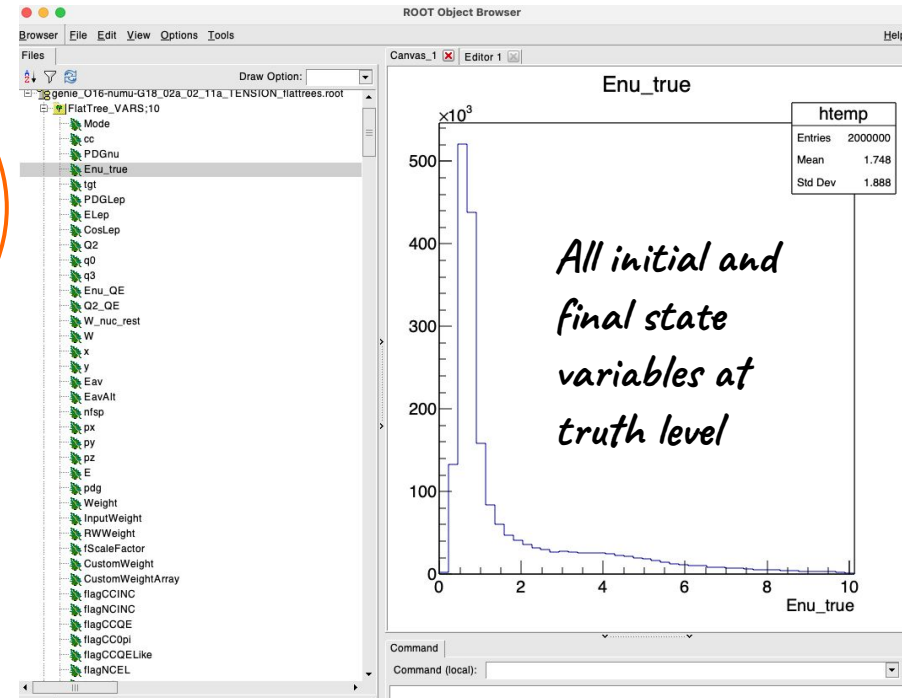 ROOT Object Browser
Browser File Edit View Options Tools Help
Files
Draw Option:
genie_O16-numu-G18_02a_02_11a_TENSION_flattrees.root
FlatTree_VARS;10
Mode
cc
PDGnu
Enu_true
tgt
PDGLep
ELep
CosLep
Q2
q0
q3
Enu_QE
Q2_QE
W_nuc_rest
W
x
y
Eav
EavAlt
nfsp
px
py
pz
E
pdg
Weight
InputWeight
RWWeight
fScaleFactor
CustomWeight
CustomWeightArray
flagCCINC
flagNCINC
flagCCQE
flagCC0pi
flagCCQELike
flagNCEL
Canvas_1 Editor 1
Enu_true
×10³
htemp
Entries 2000000
Mean 1.748
Std Dev 1.888
500
400
300
200
100
0
0 2 4 6 8 10
Enu_true
All initial and
final state
variables at
truth level
Command
Command (local):